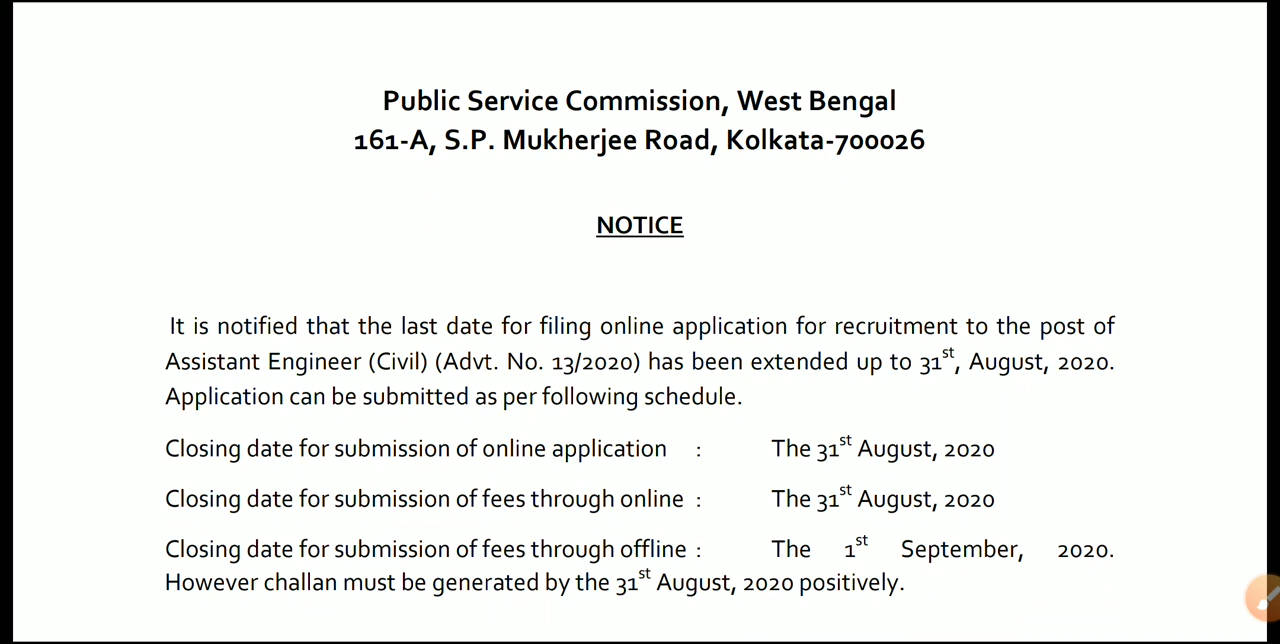 Public Service Commission, West Bengal
161-A, S.P. Mukherjee Road, Kolkata-700026
NOTICE
It is notified that the last date for filing online application for recruitment to the post of
Assistant Engineer (Civil) (Advt. No. 13/2020) has been extended up to 31st, August, 2020.
Application can be submitted as per following schedule.
Closing date for submission of online application : The 31st August, 2020
Closing date for submission of fees through online : The 31st August, 2020
Closing date for submission of fees through offline : The 1st September, 2020.
However challan must be generated by the 31st August, 2020 positively.